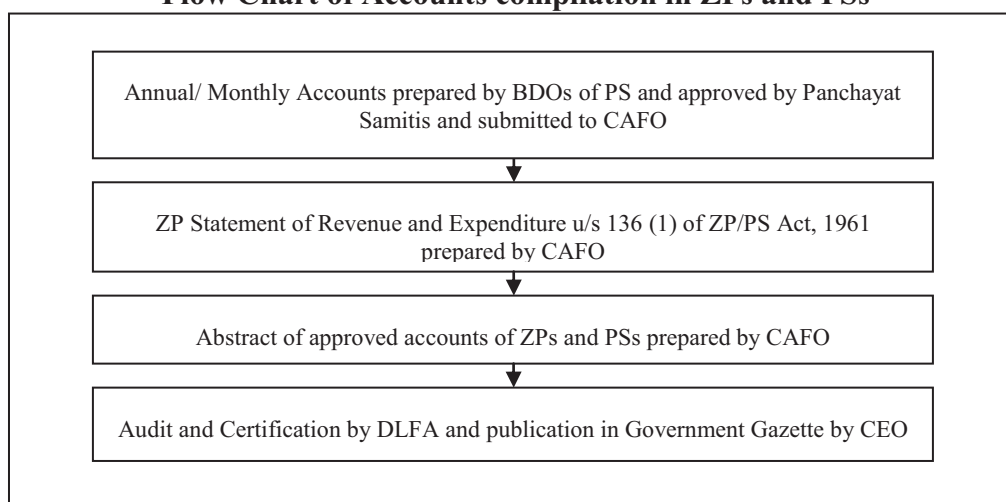 Flow Chart of Accounts compilation in ZPs and PSs
Annual/ Monthly Accounts prepared by BDOs of PS and approved by Panchayat
Samitis and submitted to CAFO
ZP Statement of Revenue and Expenditure u/s 136 (1) of ZP/PS Act, 1961
prepared by CAFO
Abstract of approved accounts of ZPs and PSs prepared by CAFO
Audit and Certification by DLFA and publication in Government Gazette by CEO